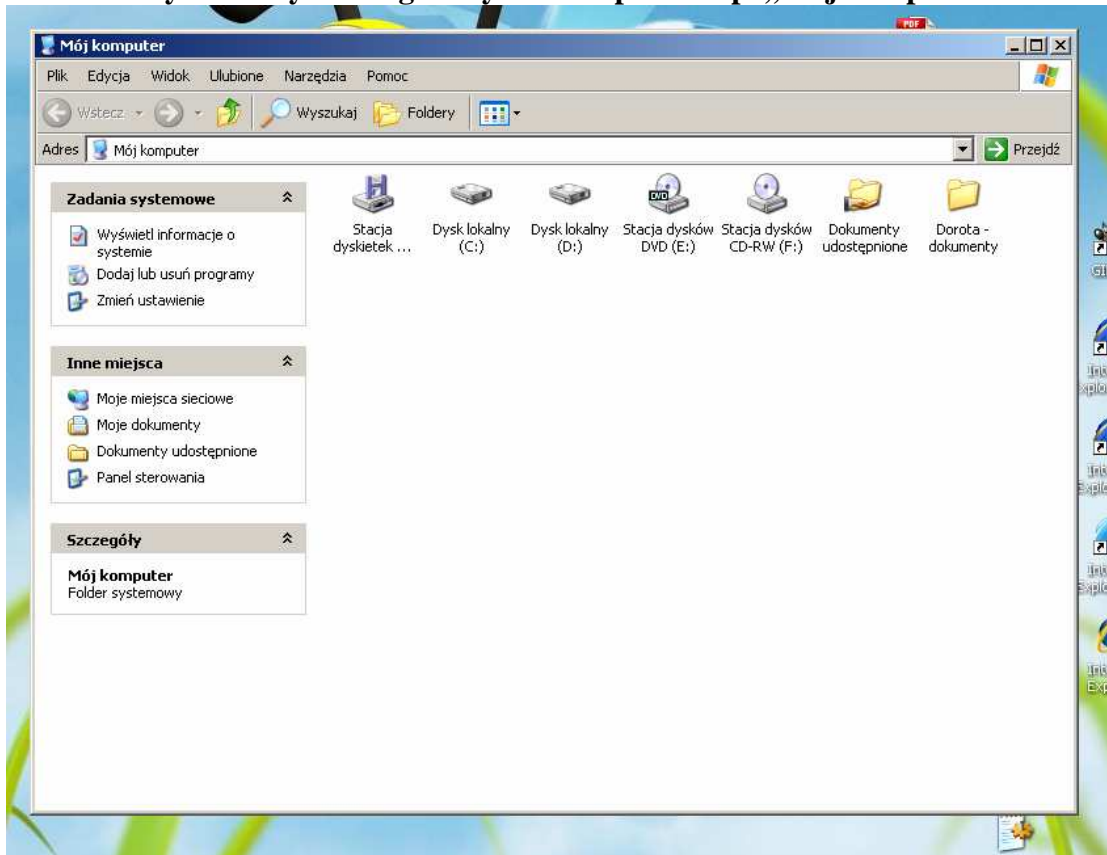 PDF
Mój komputer
Plik Edycja Widok Ulubione Narzędzia Pomoc
Wstecz Wyszukaj Foldery
Adres Mój komputer Przejdź
Zadania systemowe
Wyświetl informacje o
systemie
Dodaj lub usuń programy
Zmień ustawienie
Inne miejsca
Moje miejsca sieciowe
Moje dokumenty
Dokumenty udostępnione
Panel sterowania
Szczegóły
Mój komputer
Folder systemowy
Stacja
dyskietek ...
Dysk lokalny
(C:)
Dysk lokalny
(D:)
DVD
Stacja dysków
DVD (E:)
Stacja dysków
CD-RW (F:)
Dokumenty
udostępnione
Dorota -
dokumenty